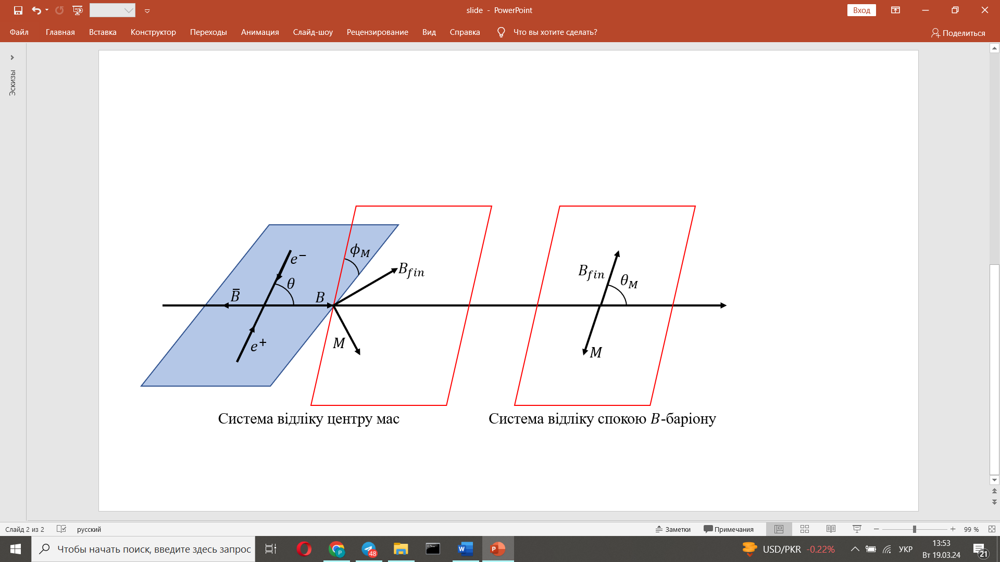 slide - PowerPoint
Вход
Файл Главная Вставка Конструктор Переходы Анимация Слайд-шоу Рецензирование Вид Справка Что вы хотите сделать? Поделиться
Эскизы
e⁻
θ
B̅
B
e⁺
ϕ_M
B_fin
M
B_fin
θ_M
M
Система відліку центру мас
Система відліку спокою B-баріону
Слайд 2 из 2 русский Заметки Примечания 99 %
Чтобы начать поиск, введите здесь запрос
48
USD/PKR -0.22%
УКР
13:53
Вт 19.03.24
21